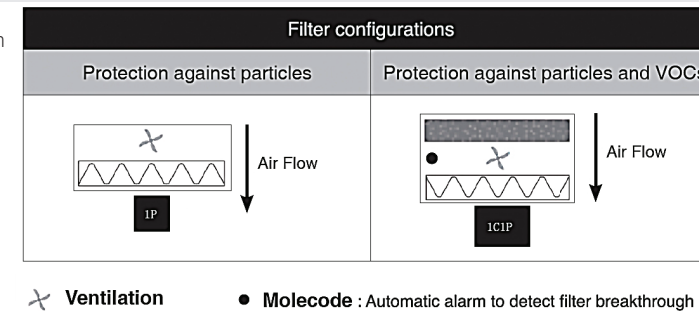 Filter configurations
Protection against particles
Protection against particles and VOCs
Air Flow
1P
Air Flow
1C1P
Ventilation
Molecode : Automatic alarm to detect filter breakthrough